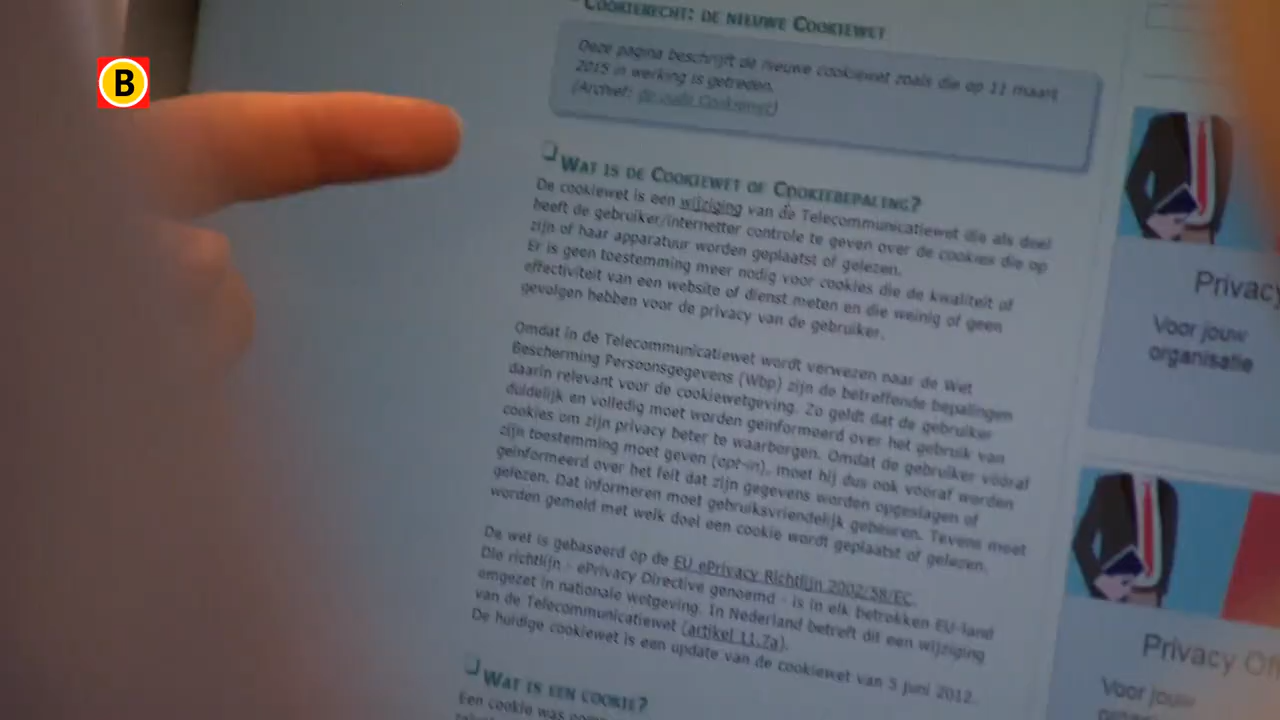 B
COOKIERECHT: DE NIEUWE COOKIEWET
Deze pagina beschrijft de nieuwe cookiewet zoals die op 11 maart
2015 in werking is getreden.
(Archief: de oude Cookiewet)
WAT IS DE COOKIEWET OF COOKIEBEPALING?
De cookiewet is een wijziging van de Telecommunicatiewet die als doel
heeft de gebruiker/internetter controle te geven over de cookies die op
zijn of haar apparatuur worden geplaatst of gelezen.
Er is geen toestemming meer nodig voor cookies die de kwaliteit of
effectiviteit van een website of dienst meten en die weinig of geen
gevolgen hebben voor de privacy van de gebruiker.
Omdat in de Telecommunicatiewet wordt verwezen naar de Wet
Bescherming Persoonsgegevens (Wbp) zijn de betreffende bepalingen
daarin relevant voor de cookiewetgeving. Zo geldt dat de gebruiker
duidelijk en volledig moet worden geïnformeerd over het gebruik van
cookies om zijn privacy beter te waarborgen. Omdat de gebruiker vooraf
zijn toestemming moet geven (opt-in), moet hij dus ook vooraf worden
geïnformeerd over het feit dat zijn gegevens worden opgeslagen of
gelezen. Dat informeren moet gebruiksvriendelijk gebeuren. Tevens moet
worden gemeld met welk doel een cookie wordt geplaatst of gelezen.
De wet is gebaseerd op de EU ePrivacy Richtlijn 2002/58/EC.
Die richtlijn - ePrivacy Directive genoemd - is in elk betrokken EU-land
omgezet in nationale wetgeving. In Nederland betreft dit een wijziging
van de Telecommunicatiewet (artikel 11.7a).
De huidige cookiewet is een update van de cookiewet van 5 juni 2012.
WAT IS EEN COOKIE?
Een cookie was
Privacy
Voor jouw
organisatie
Privacy Of
Voor jouw